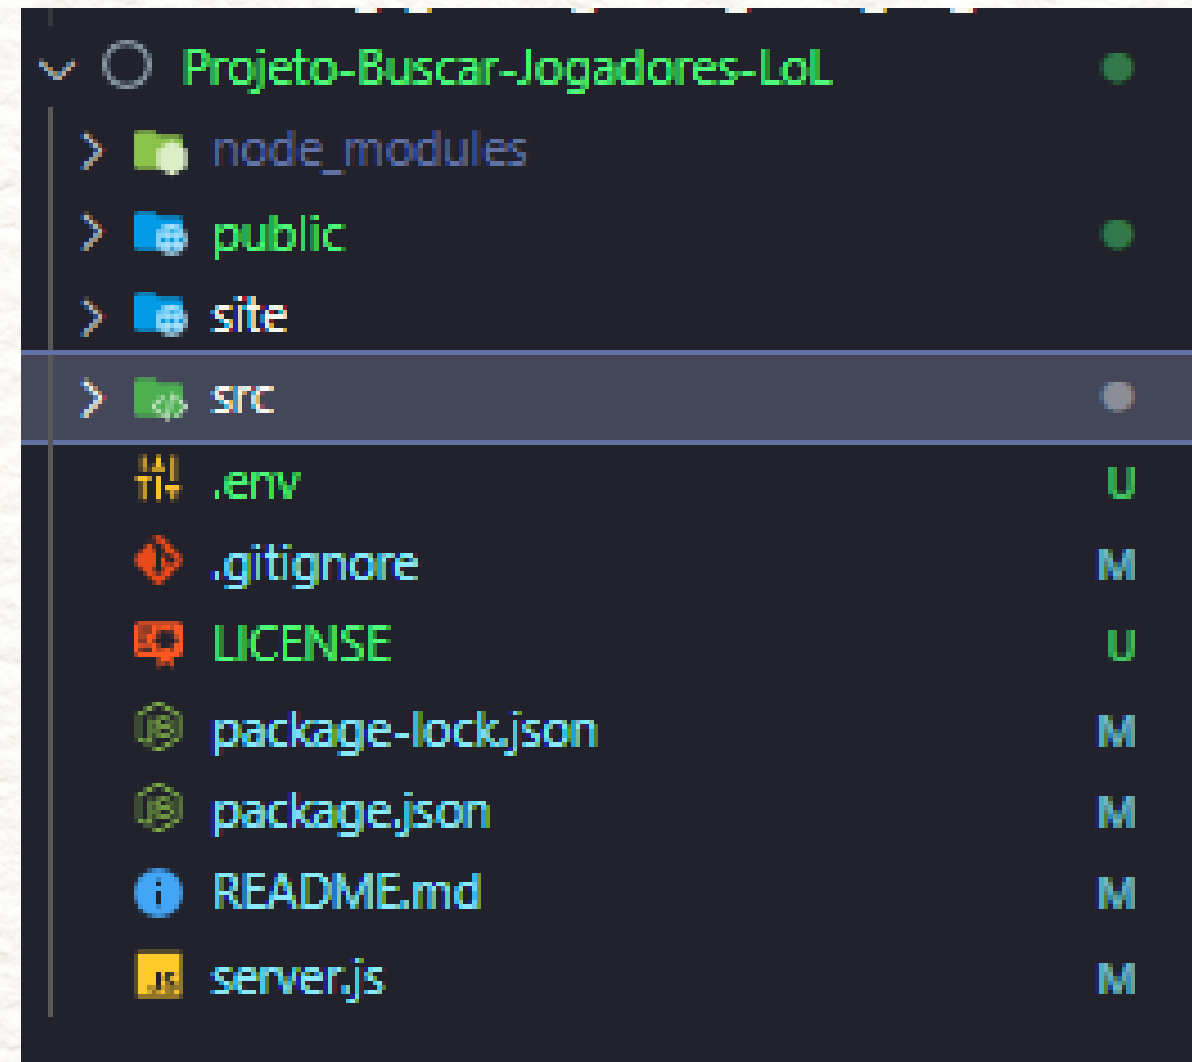 Projeto-Buscar-Jogadores-LoL
node_modules
public
site
src
.env U
.gitignore M
LICENSE U
package-lock.json M
package.json M
README.md M
server.js M